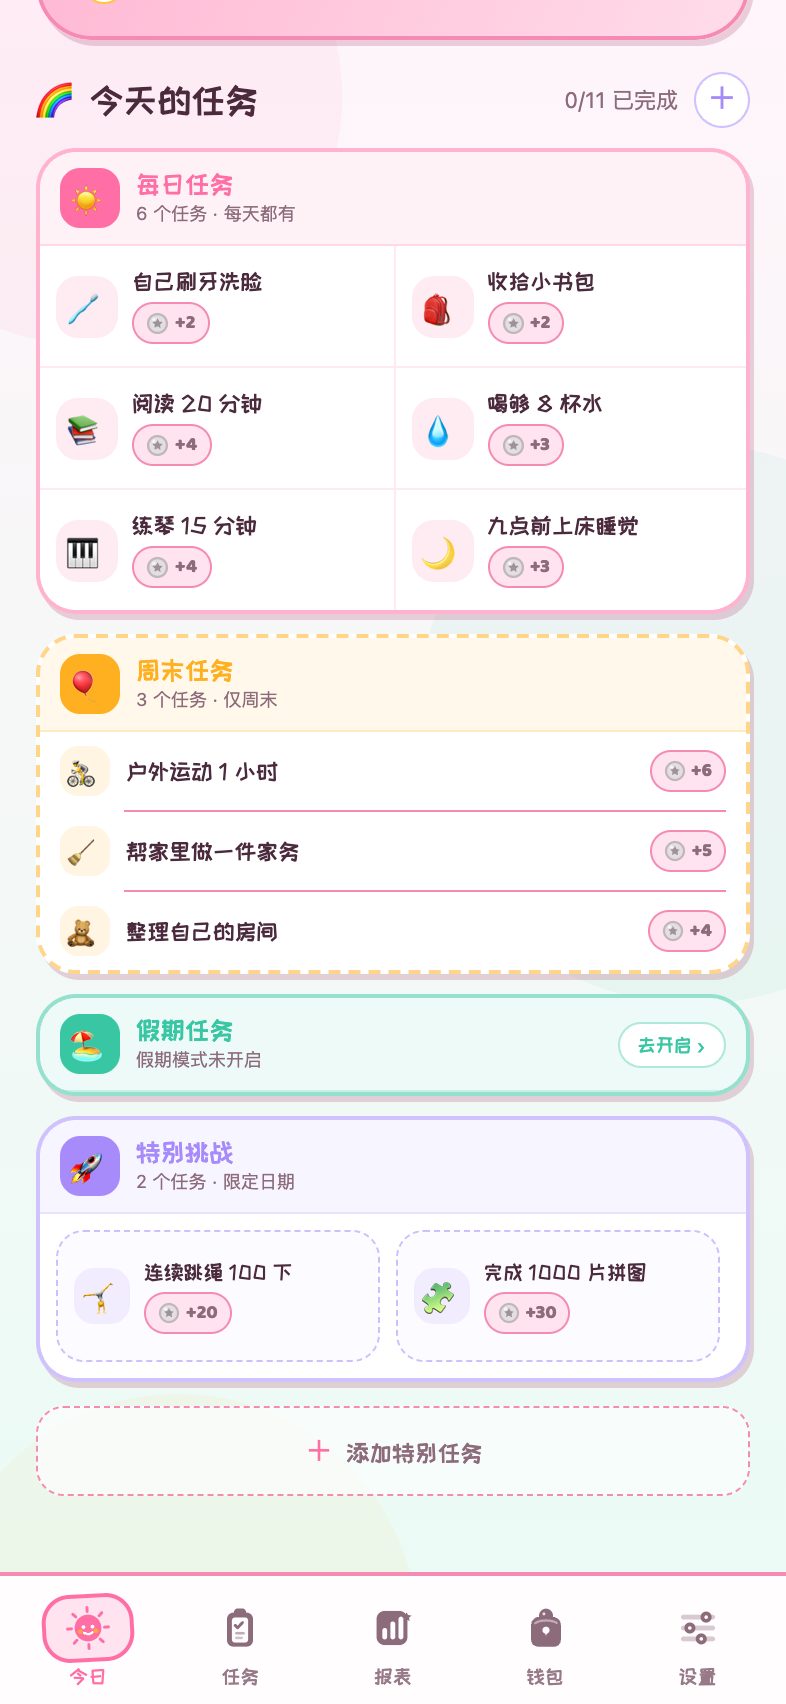 今天的任务
0/11 已完成
每日任务
6 个任务 · 每天都有
自己刷牙洗脸
+2
收拾小书包
+2
阅读 20 分钟
+4
喝够 8 杯水
+3
练琴 15 分钟
+4
九点前上床睡觉
+3
周末任务
3 个任务 · 仅周末
户外运动 1 小时
+6
帮家里做一件家务
+5
整理自己的房间
+4
假期任务
假期模式未开启
去开启 ›
特别挑战
2 个任务 · 限定日期
连续跳绳 100 下
+20
完成 1000 片拼图
+30
+ 添加特别任务
今日
任务
报表
钱包
设置